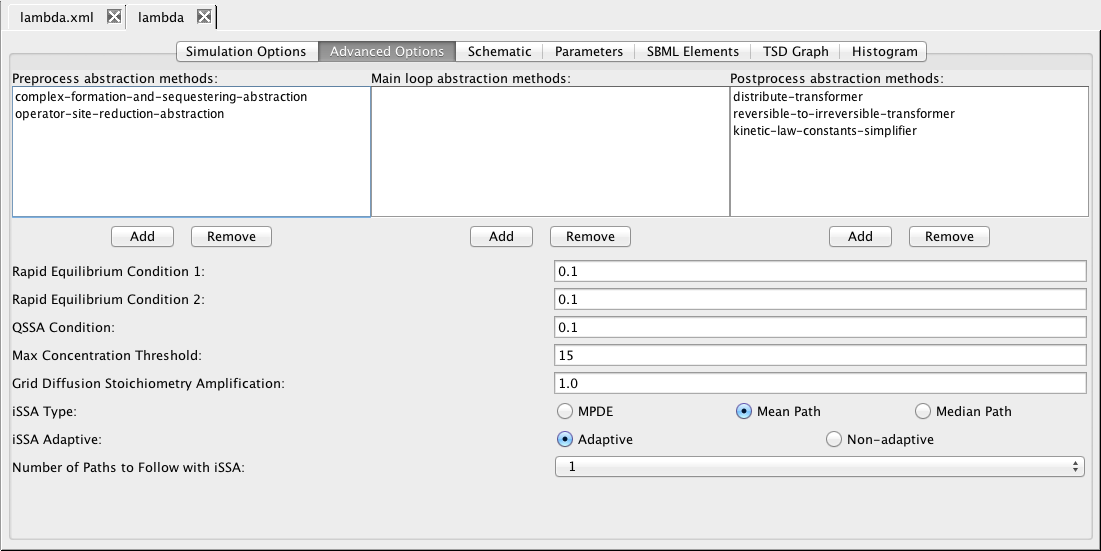 lambda.xml lambda
Simulation Options Advanced Options Schematic Parameters SBML Elements TSD Graph Histogram
Preprocess abstraction methods: Main loop abstraction methods: Postprocess abstraction methods:
complex-formation-and-sequestering-abstraction distribute-transformer
operator-site-reduction-abstraction reversible-to-irreversible-transformer
kinetic-law-constants-simplifier
Add Remove Add Remove Add Remove
Rapid Equilibrium Condition 1: 0.1
Rapid Equilibrium Condition 2: 0.1
QSSA Condition: 0.1
Max Concentration Threshold: 15
Grid Diffusion Stoichiometry Amplification: 1.0
iSSA Type: MPDE Mean Path Median Path
iSSA Adaptive: Adaptive Non-adaptive
Number of Paths to Follow with iSSA: 1